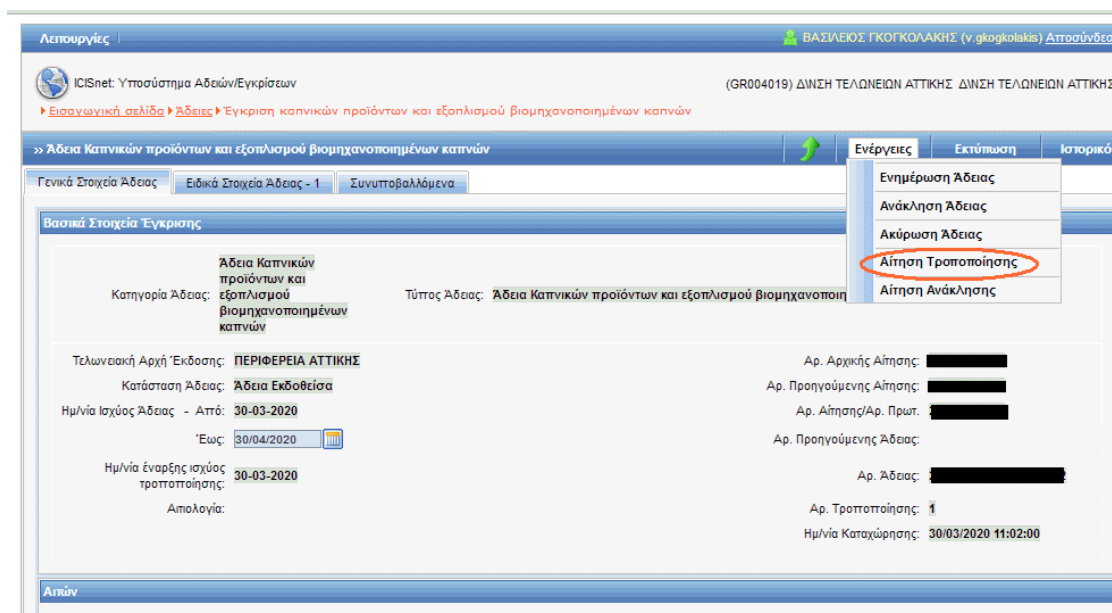 Λειτουργίες
ΒΑΣΙΛΕΙΟΣ ΓΚΟΓΚΟΛΑΚΗΣ (v.gkogkolakis) Αποσύνδεσ
ICISnet: Υποσύστημα Αδειών/Εγκρίσεων
(GR004019) Δ\ΝΣΗ ΤΕΛΩΝΕΙΩΝ ΑΤΤΙΚΗΣ Δ\ΝΣΗ ΤΕΛΩΝΕΙΩΝ ΑΤΤΙΚΗΣ
Εισαγωγική σελίδα Άδειες Έγκριση καπνικών προϊόντων και εξοπλισμού βιομηχανοποιημένων καπνών
» Άδεια Καπνικών προϊόντων και εξοπλισμού βιομηχανοποιημένων καπνών
Ενέργειες Εκτύπωση Ιστορικό
Γενικά Στοιχεία Άδειας Ειδικά Στοιχεία Άδειας - 1 Συνυποβαλλόμενα
Ενημέρωση Άδειας
Ανάκληση Άδειας
Ακύρωση Άδειας
Αίτηση Τροποποίησης
Αίτηση Ανάκλησης
Βασικά Στοιχεία Έγκρισης
Κατηγορία Άδειας:
Άδεια Καπνικών
προϊόντων και
εξοπλισμού
βιομηχανοποιημένων
καπνών
Τύπος Άδειας: Άδεια Καπνικών προϊόντων και εξοπλισμού βιομηχανοποιη
Τελωνειακή Αρχή Έκδοσης: ΠΕΡΙΦΕΡΕΙΑ ΑΤΤΙΚΗΣ
Αρ. Αρχικής Αίτησης:
Κατάσταση Άδειας: Άδεια Εκδοθείσα
Αρ. Προηγούμενης Αίτησης:
Ημ/νία Ισχύος Άδειας - Από: 30-03-2020
Αρ. Αίτησης/Αρ. Πρωτ.
Έως: 30/04/2020
Αρ. Προηγούμενης Άδειας:
Ημ/νία έναρξης ισχύος
τροποποίησης:
30-03-2020
Αρ. Άδειας:
Αιτιολογία:
Αρ. Τροποποίησης: 1
Ημ/νία Καταχώρησης: 30/03/2020 11:02:00
Αιτών